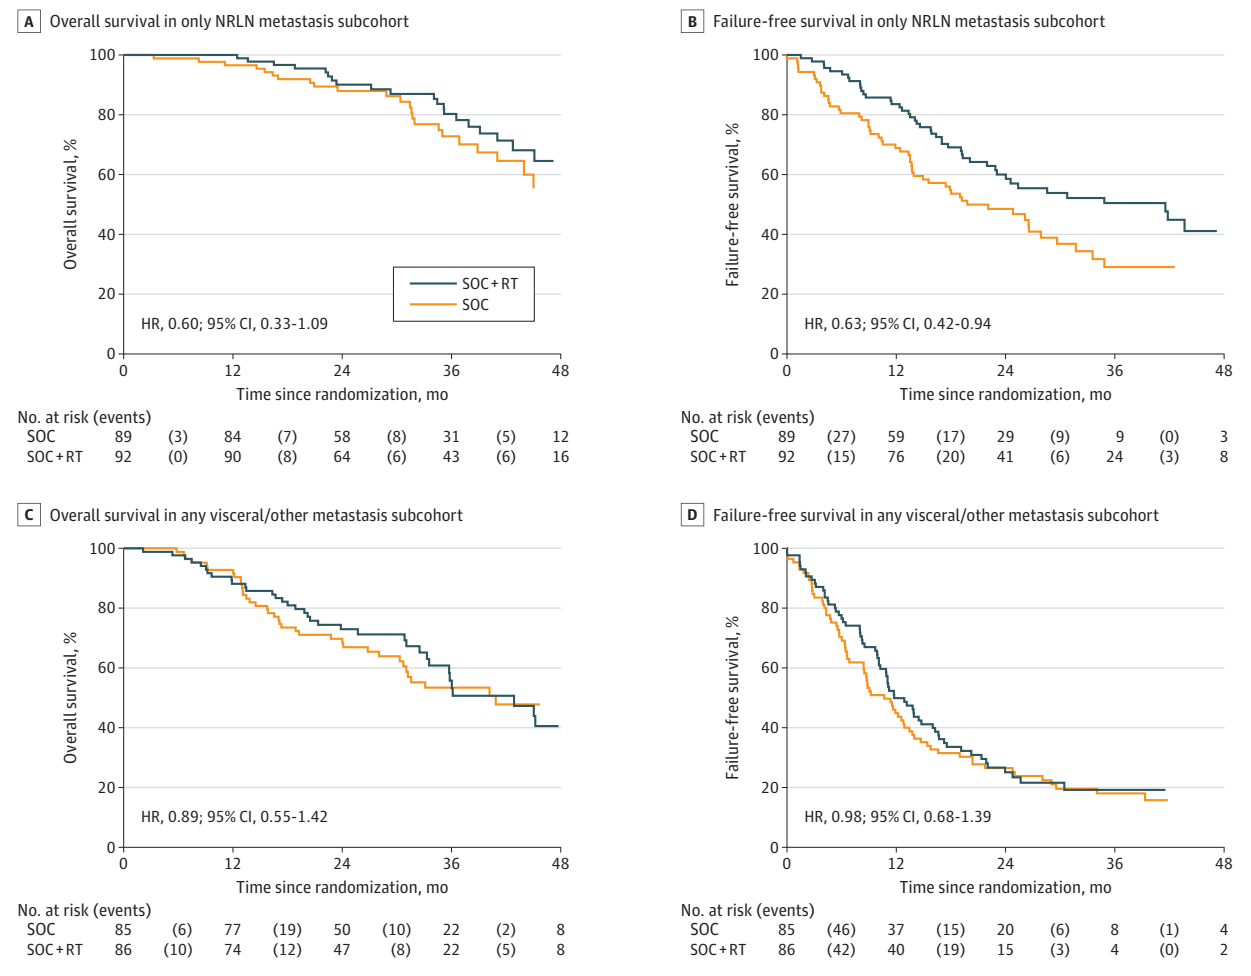 A Overall survival in only NRLN metastasis subcohort
100
80
60
40
20
0
Overall survival, %
SOC+RT
SOC
HR, 0.60; 95% CI, 0.33-1.09
0 12 24 36 48
Time since randomization, mo
No. at risk (events)
SOC 89 (3) 84 (7) 58 (8) 31 (5) 12
SOC+RT 92 (0) 90 (8) 64 (6) 43 (6) 16
B Failure-free survival in only NRLN metastasis subcohort
100
80
60
40
20
0
Failure-free survival, %
HR, 0.63; 95% CI, 0.42-0.94
0 12 24 36 48
Time since randomization, mo
No. at risk (events)
SOC 89 (27) 59 (17) 29 (9) 9 (0) 3
SOC+RT 92 (15) 76 (20) 41 (6) 24 (3) 8
C Overall survival in any visceral/other metastasis subcohort
100
80
60
40
20
0
Overall survival, %
HR, 0.89; 95% CI, 0.55-1.42
0 12 24 36 48
Time since randomization, mo
No. at risk (events)
SOC 85 (6) 77 (19) 50 (10) 22 (2) 8
SOC+RT 86 (10) 74 (12) 47 (8) 22 (5) 8
D Failure-free survival in any visceral/other metastasis subcohort
100
80
60
40
20
0
Failure-free survival, %
HR, 0.98; 95% CI, 0.68-1.39
0 12 24 36 48
Time since randomization, mo
No. at risk (events)
SOC 85 (46) 37 (15) 20 (6) 8 (1) 4
SOC+RT 86 (42) 40 (19) 15 (3) 4 (0) 2